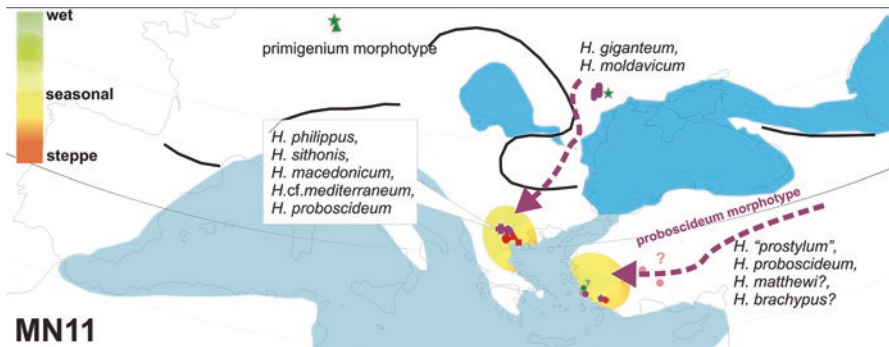 wet
seasonal
steppe
primigenium morphotype
H. giganteum,
H. moldavicum
H. philippus,
H. sithonis,
H. macedonicum,
H.cf.mediterraneum,
H. proboscideum
proboscideum morphotype
?
H. "prostylum",
H. proboscideum,
H. matthewi?,
H. brachypus?
?
MN11